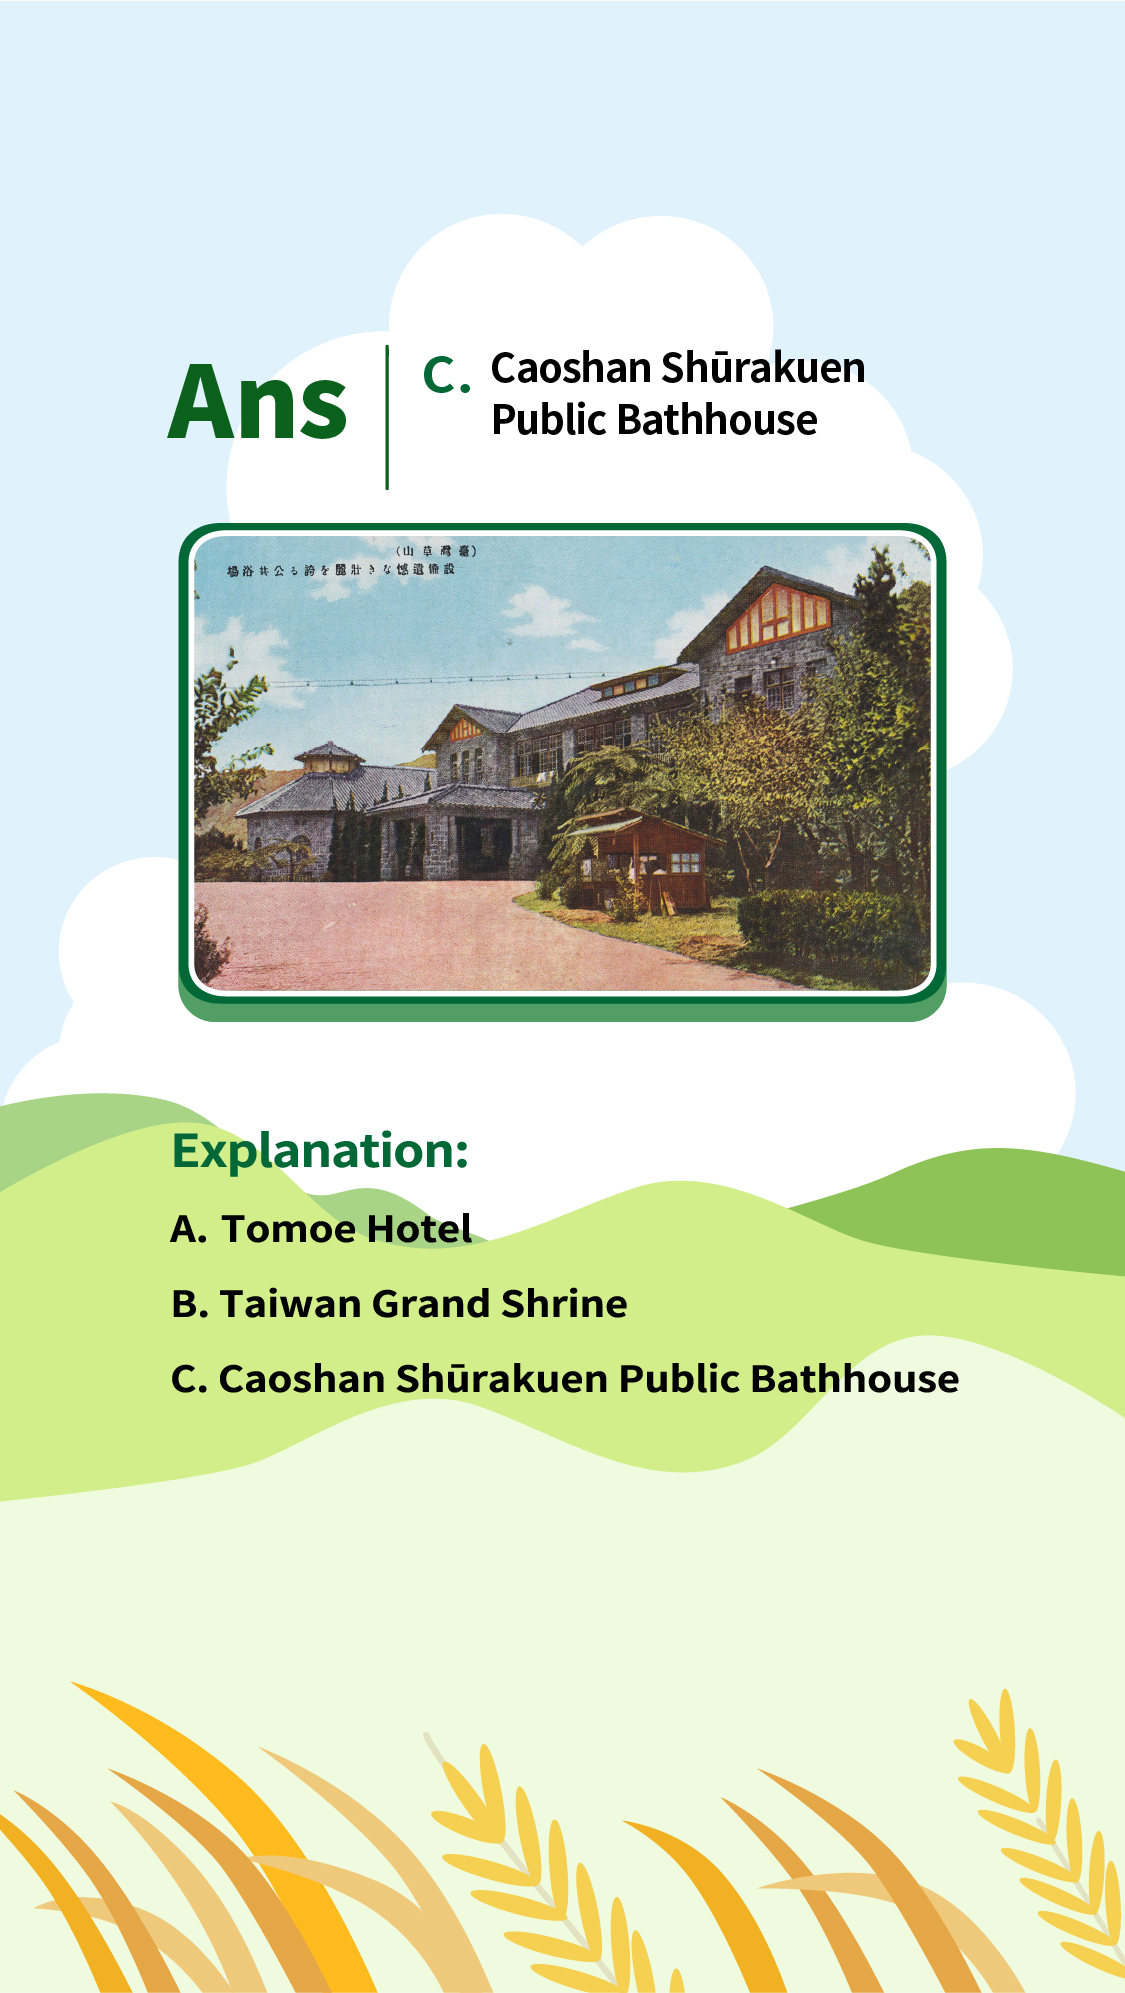 Ans
C. Caoshan Shūrakuen
Public Bathhouse
(山草灣臺)
場浴共公る誇を麗壯きな憾遺備設
Explanation:
A. Tomoe Hotel
B. Taiwan Grand Shrine
C. Caoshan Shūrakuen Public Bathhouse